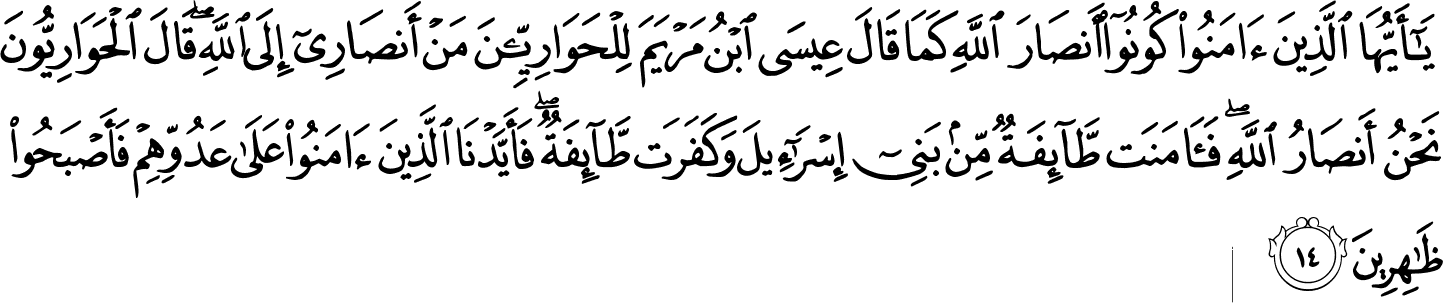 يَٰٓأَيُّهَا ٱلَّذِينَ ءَامَنُوا۟ كُونُوٓا۟ أَنصَارَ ٱللَّهِ كَمَا قَالَ عِيسَى ٱبْنُ مَرْيَمَ لِلْحَوَارِيِّۦنَ مَنْ أَنصَارِىٓ إِلَى ٱللَّهِ ۖ قَالَ ٱلْحَوَارِيُّونَ
نَحْنُ أَنصَارُ ٱللَّهِ ۖ فَـَٔامَنَت طَّآئِفَةٌ مِّنۢ بَنِىٓ إِسْرَٰٓءِيلَ وَكَفَرَت طَّآئِفَةٌ ۖ فَأَيَّدْنَا ٱلَّذِينَ ءَامَنُوا۟ عَلَىٰ عَدُوِّهِمْ فَأَصْبَحُوا۟
ظَٰهِرِينَ ١٤